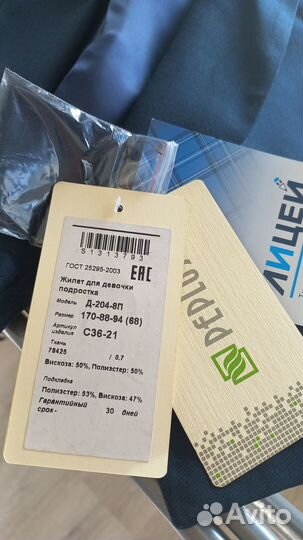 S1313793
ГОСТ 25295-2003
EAC
Жилет для девочки
подростка
Модель Д-204-8П
Размер 170-88-94 (68)
Артикул
изделия С36-21
Ткань
78425 / 0,7
Вискоза: 50%, Полиэстер: 50%
Подкладка
Полиэстер: 53%, Вискоза: 47%
Гарантийный
срок- 30 дней
PEPLOS
ЛИЦЕЙ
Avito